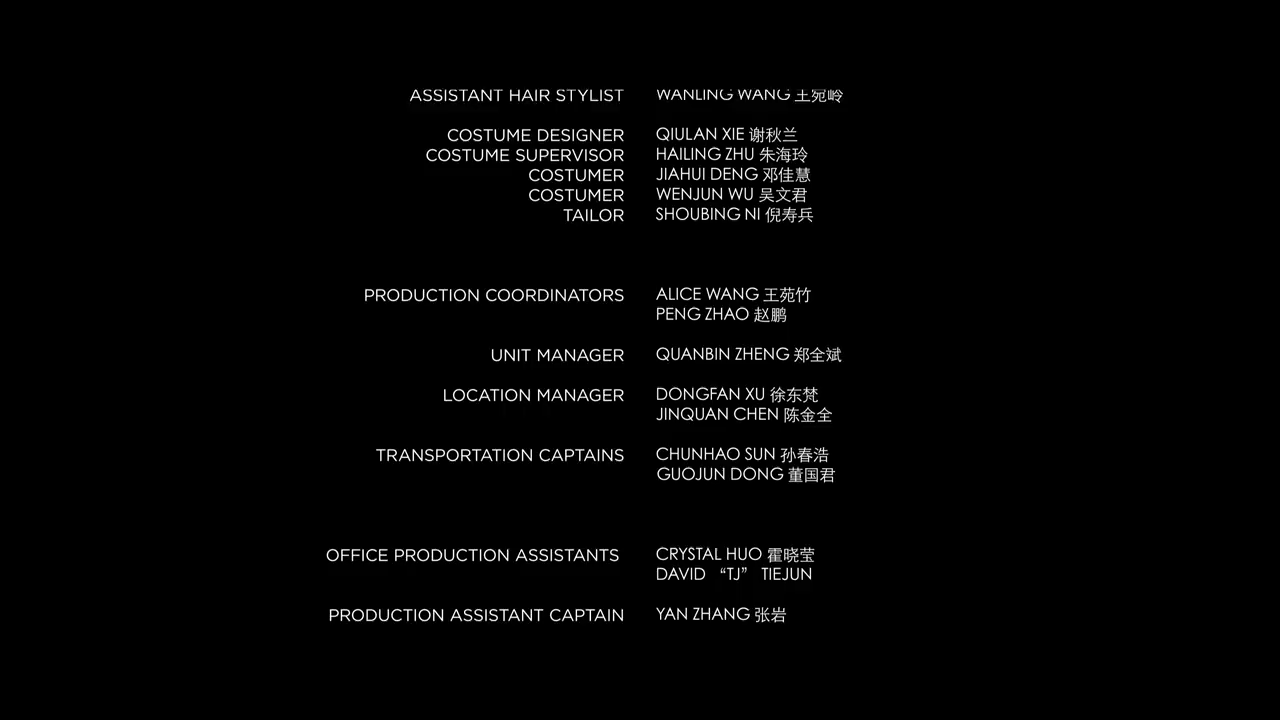 ASSISTANT HAIR STYLIST WANLING WANG 王宛岭
COSTUME DESIGNER QIULAN XIE 谢秋兰
COSTUME SUPERVISOR HAILING ZHU 朱海玲
COSTUMER JIAHUI DENG 邓佳慧
COSTUMER WENJUN WU 吴文君
TAILOR SHOUBING NI 倪寿兵
PRODUCTION COORDINATORS ALICE WANG 王苑竹
PENG ZHAO 赵鹏
UNIT MANAGER QUANBIN ZHENG 郑全斌
LOCATION MANAGER DONGFAN XU 徐东梵
JINQUAN CHEN 陈金全
TRANSPORTATION CAPTAINS CHUNHAO SUN 孙春浩
GUOJUN DONG 董国君
OFFICE PRODUCTION ASSISTANTS CRYSTAL HUO 霍晓莹
DAVID “TJ” TIEJUN
PRODUCTION ASSISTANT CAPTAIN YAN ZHANG 张岩